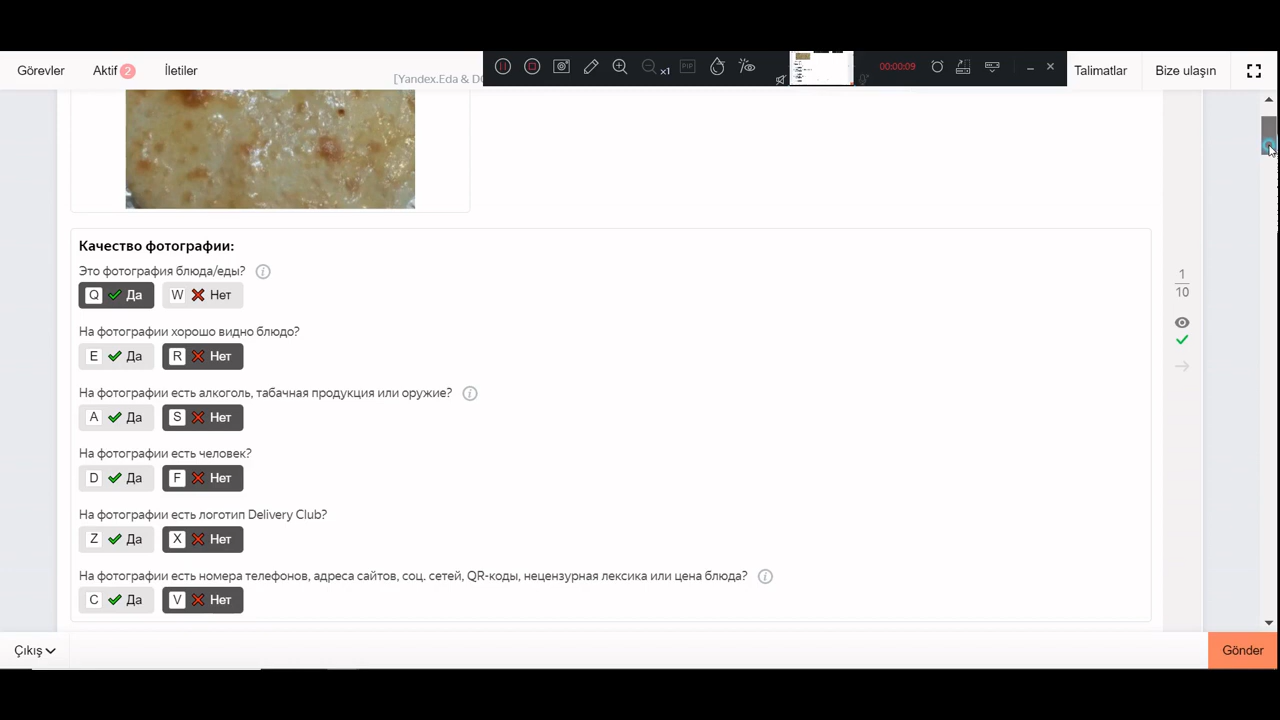 Görevler Aktif 2 İletiler [Yandex.Eda & DC x1 PIP 00:00:09 Talimatlar Bize ulaşın
Качество фотографии:
Это фотография блюда/еды?
Q Да W Нет
1
10
На фотографии хорошо видно блюдо?
E Да R Нет
На фотографии есть алкоголь, табачная продукция или оружие?
A Да S Нет
На фотографии есть человек?
D Да F Нет
На фотографии есть логотип Delivery Club?
Z Да X Нет
На фотографии есть номера телефонов, адреса сайтов, соц. сетей, QR-коды, нецензурная лексика или цена блюда?
C Да V Нет
Çıkış Gönder